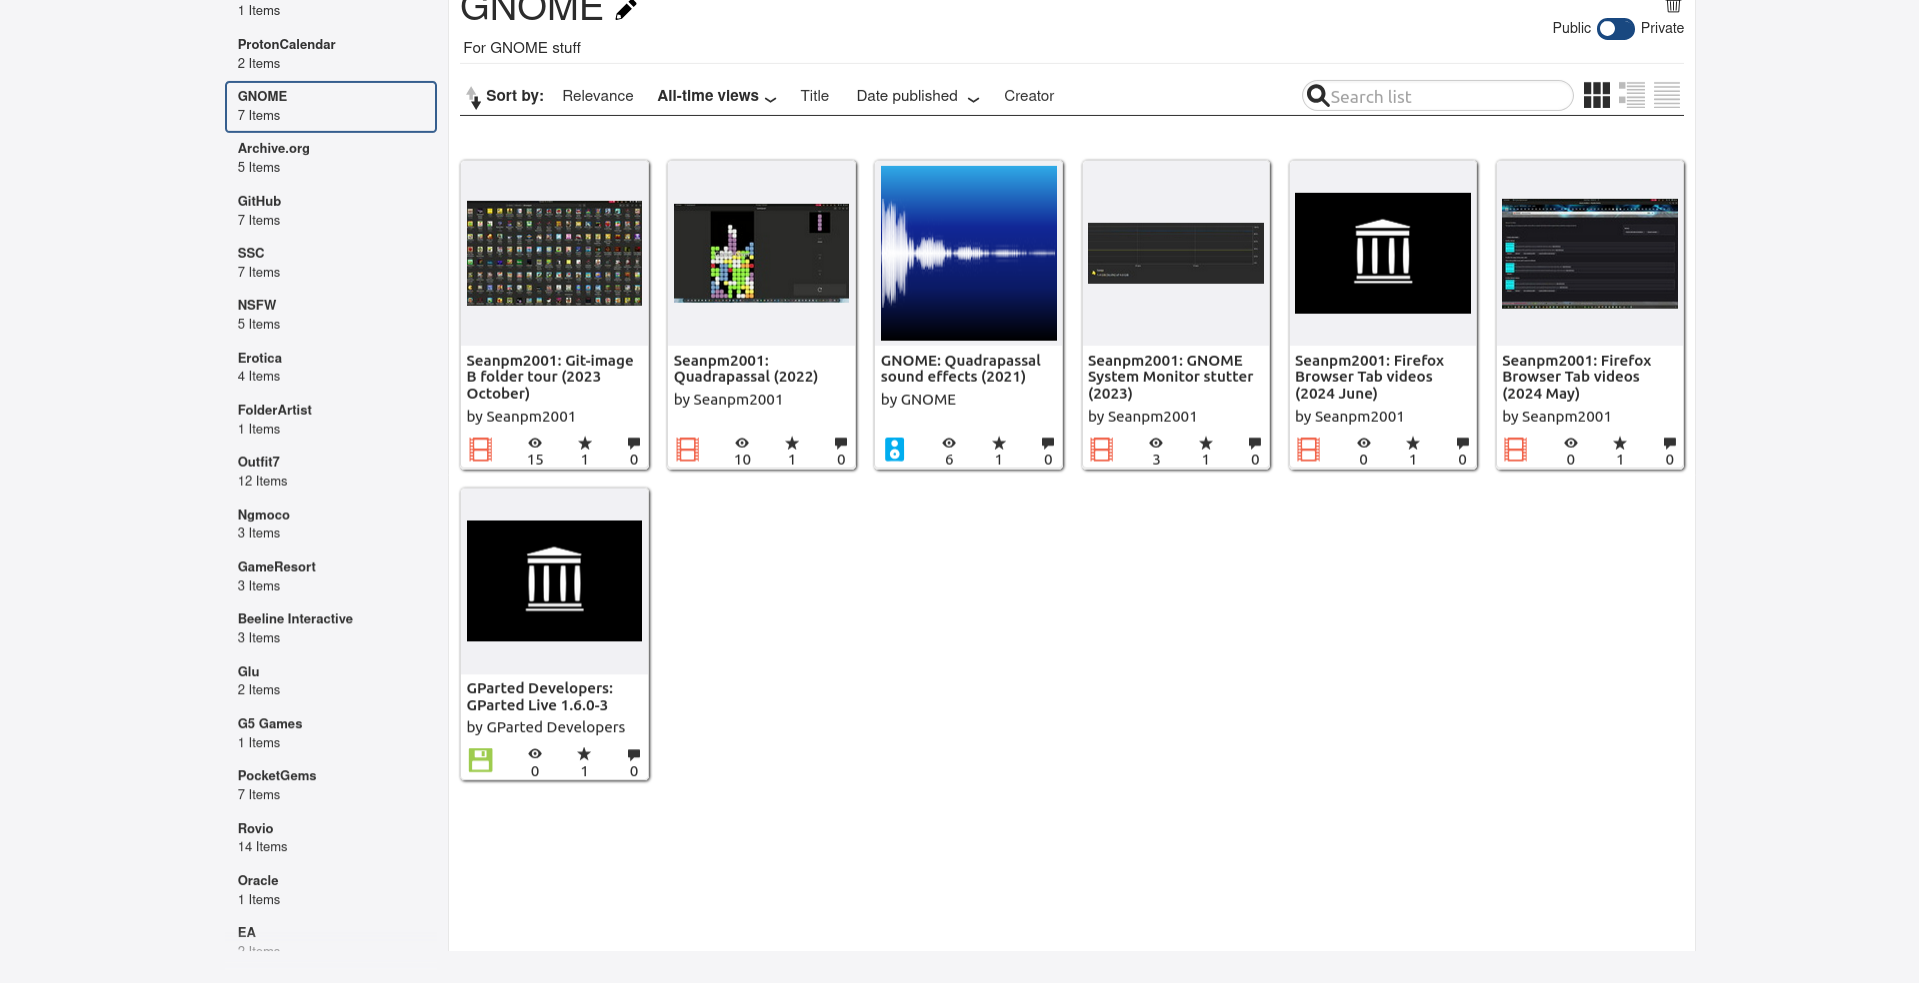 1 Items
ProtonCalendar
2 Items
GNOME
7 Items
Archive.org
5 Items
GitHub
7 Items
SSC
7 Items
NSFW
5 Items
Erotica
4 Items
FolderArtist
1 Items
Outfit7
12 Items
Ngmoco
3 Items
GameResort
3 Items
Beeline Interactive
3 Items
Glu
2 Items
G5 Games
1 Items
PocketGems
7 Items
Rovio
14 Items
Oracle
1 Items
EA
GNOME
Public Private
For GNOME stuff
Sort by: Relevance All-time views Title Date published Creator
Search list
Seanpm2001: Git-image
B folder tour (2023
October)
by Seanpm2001
15 1 0
Seanpm2001:
Quadrapassal (2022)
by Seanpm2001
10 1 0
GNOME: Quadrapassal
sound effects (2021)
by GNOME
6 1 0
Seanpm2001: GNOME
System Monitor stutter
(2023)
by Seanpm2001
3 1 0
Seanpm2001: Firefox
Browser Tab videos
(2024 June)
by Seanpm2001
0 1 0
Seanpm2001: Firefox
Browser Tab videos
(2024 May)
by Seanpm2001
0 1 0
GParted Developers:
GParted Live 1.6.0-3
by GParted Developers
0 1 0